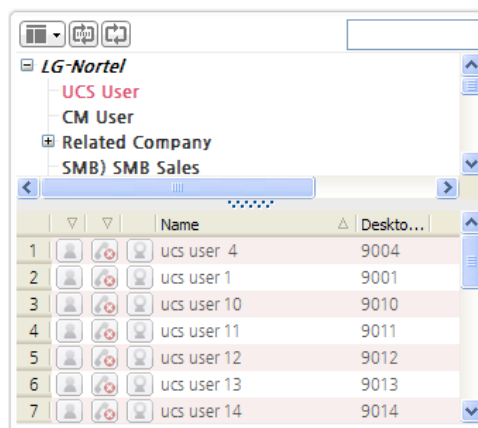 LG-Nortel
UCS User
CM User
Related Company
SMB) SMB Sales
Name Deskto...
1 ucs user 4 9004
2 ucs user 1 9001
3 ucs user 10 9010
4 ucs user 11 9011
5 ucs user 12 9012
6 ucs user 13 9013
7 ucs user 14 9014